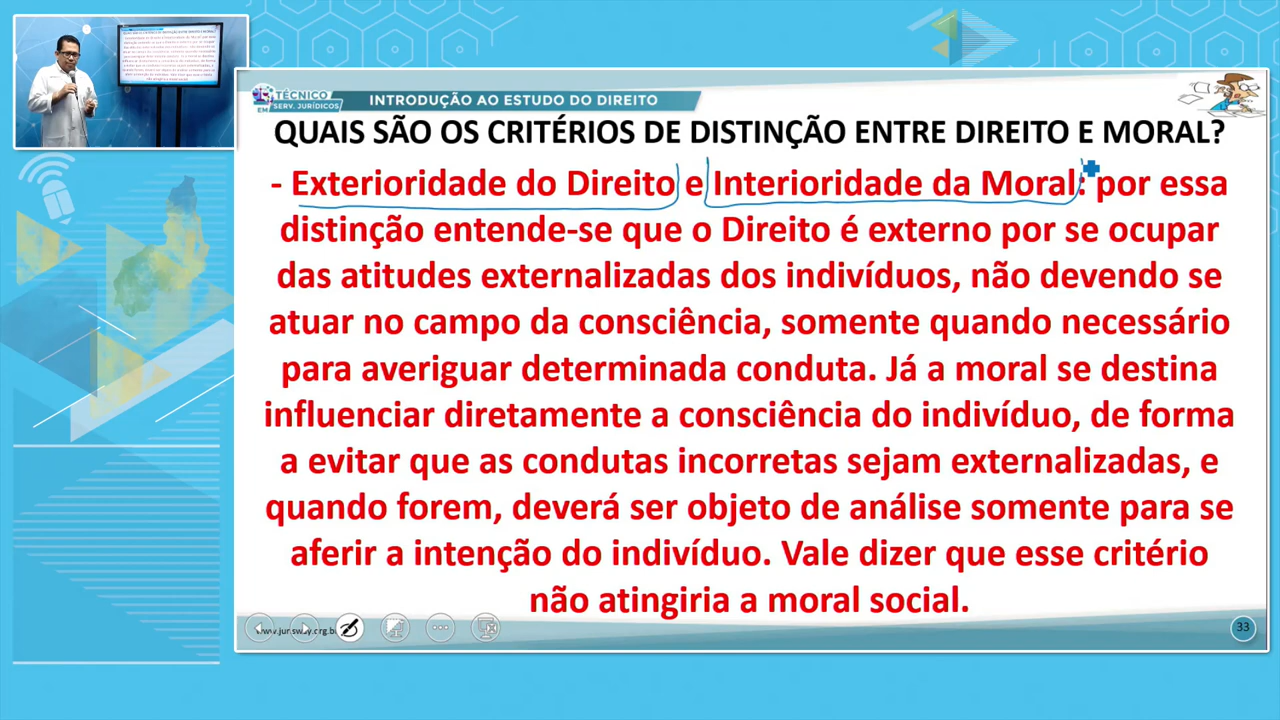 TÉCNICO
EM SERV. JURÍDICOS
INTRODUÇÃO AO ESTUDO DO DIREITO
QUAIS SÃO OS CRITÉRIOS DE DISTINÇÃO ENTRE DIREITO E MORAL?
- Exterioridade do Direito e Interioridade da Moral: por essa
distinção entende-se que o Direito é externo por se ocupar
das atitudes externalizadas dos indivíduos, não devendo se
atuar no campo da consciência, somente quando necessário
para averiguar determinada conduta. Já a moral se destina
influenciar diretamente a consciência do indivíduo, de forma
a evitar que as condutas incorretas sejam externalizadas, e
quando forem, deverá ser objeto de análise somente para se
aferir a intenção do indivíduo. Vale dizer que esse critério
não atingiria a moral social.
33